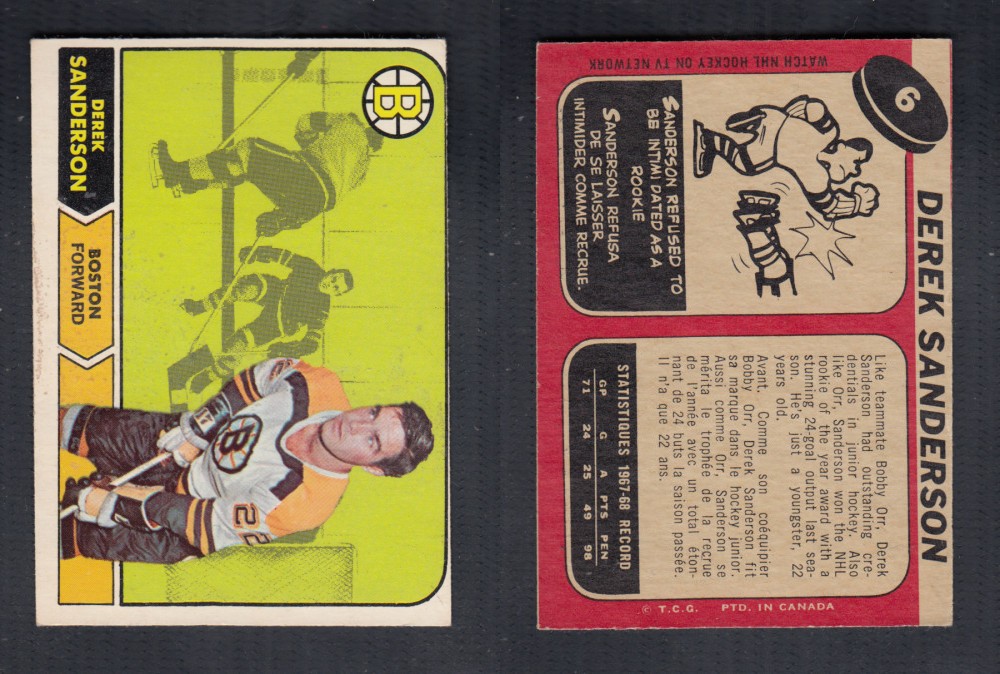 DEREK
SANDERSON
BOSTON
FORWARD
B
B
22
6
DEREK SANDERSON
WATCH NHL HOCKEY ON TV NETWORK
SANDERSON REFUSED TO
BE INTIMIDATED AS A
ROOKIE
SANDERSON REFUSA
DE SE LAISSER
INTIMIDER COMME RECRUE.
Like teammate Bobby Orr, Derek
Sanderson had outstanding cre-
dentials in junior hockey. Also
like Orr, Sanderson won the NHL
rookie of the year award with a
stunning 24-goal output last sea-
son. He's just a youngster, 22
years old.
Avant. Comme son coéquipier
Bobby Orr, Derek Sanderson fit
sa marque dans le hockey junior.
Aussi comme Orr, Sanderson se
mérita le trophée de la recrue
de l'année avec un total éton-
nant de 24 buts la saison passée.
Il n'a que 22 ans.
STATISTIQUES 1967-68 RECORD
GP G A PTS PEN
71 24 25 49 98
© T.C.G. PTD. IN CANADA